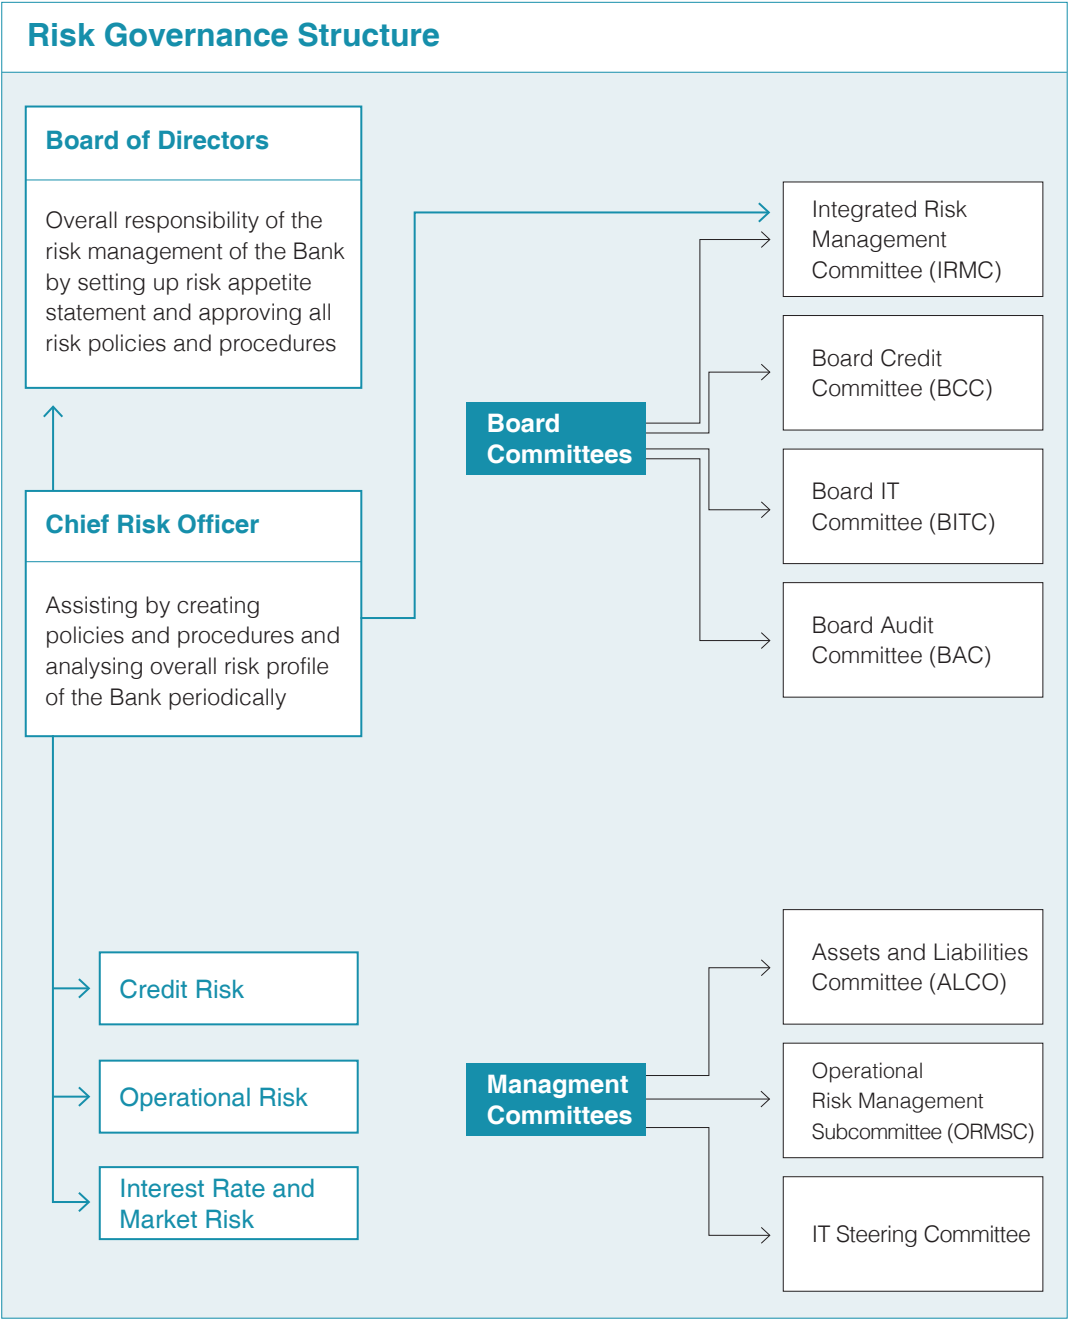 Risk Governance Structure
Board of Directors
Overall responsibility of the
risk management of the Bank
by setting up risk appetite
statement and approving all
risk policies and procedures
Chief Risk Officer
Assisting by creating
policies and procedures and
analysing overall risk profile
of the Bank periodically
Credit Risk
Operational Risk
Interest Rate and
Market Risk
Board
Committees
Integrated Risk
Management
Committee (IRMC)
Board Credit
Committee (BCC)
Board IT
Committee (BITC)
Board Audit
Committee (BAC)
Managment
Committees
Assets and Liabilities
Committee (ALCO)
Operational
Risk Management
Subcommittee (ORMSC)
IT Steering Committee